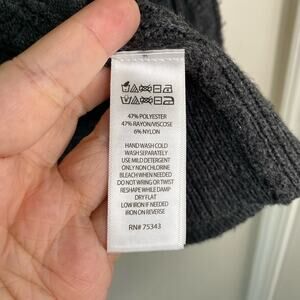 47% POLYESTER
47% RAYON/VISCOSE
6% NYLON
HAND WASH COLD
WASH SEPARATELY
USE MILD DETERGENT
ONLY NON CHLORINE
BLEACH WHEN NEEDED
DO NOT WRING OR TWIST
RESHAPE WHILE DAMP
DRY FLAT
LOW IRON IF NEEDED
IRON ON REVERSE
RN# 75343